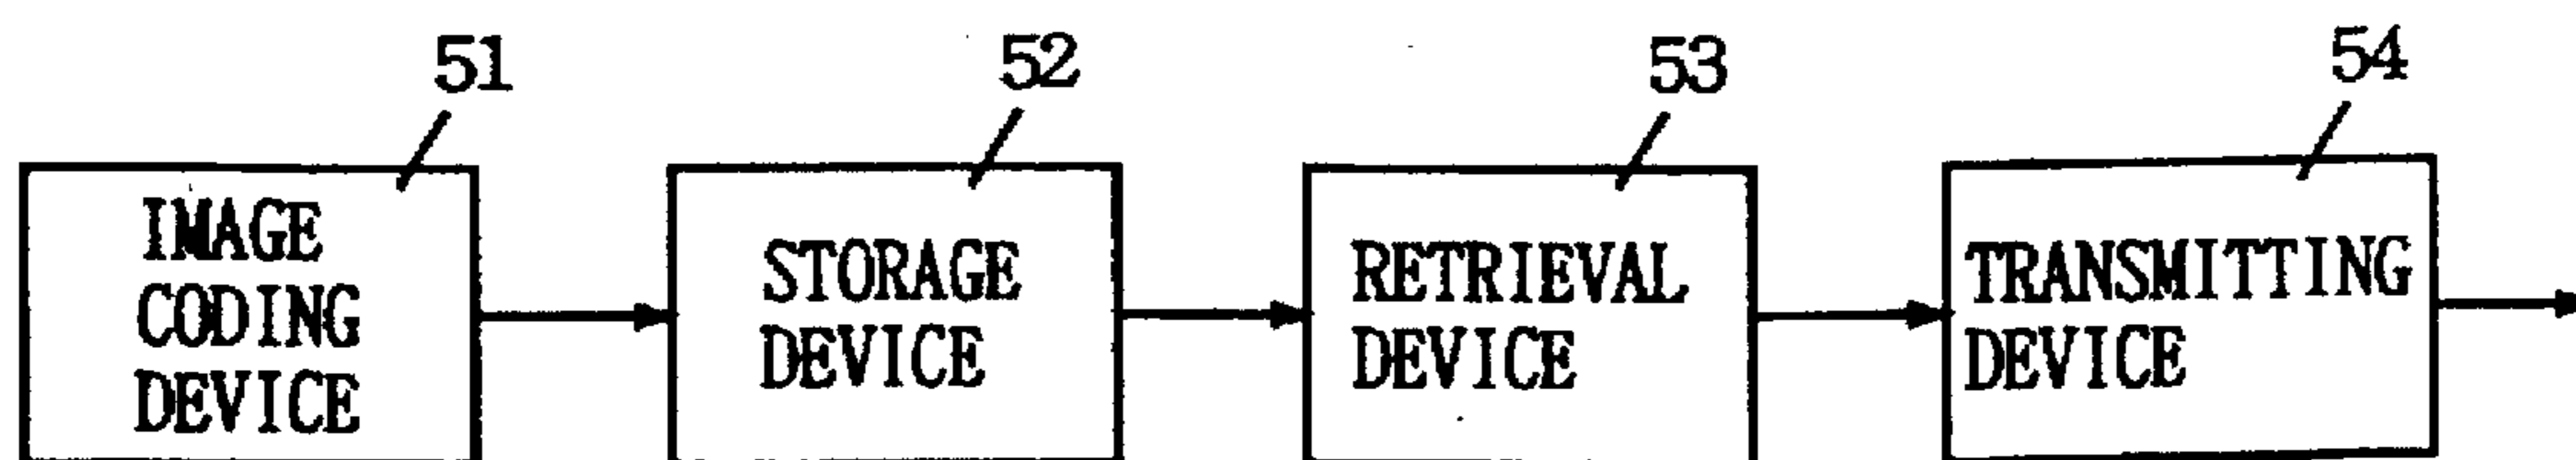 51
52
53
54
IMAGE
CODING
DEVICE
STORAGE
DEVICE
RETRIEVAL
DEVICE
TRANSMITTING
DEVICE